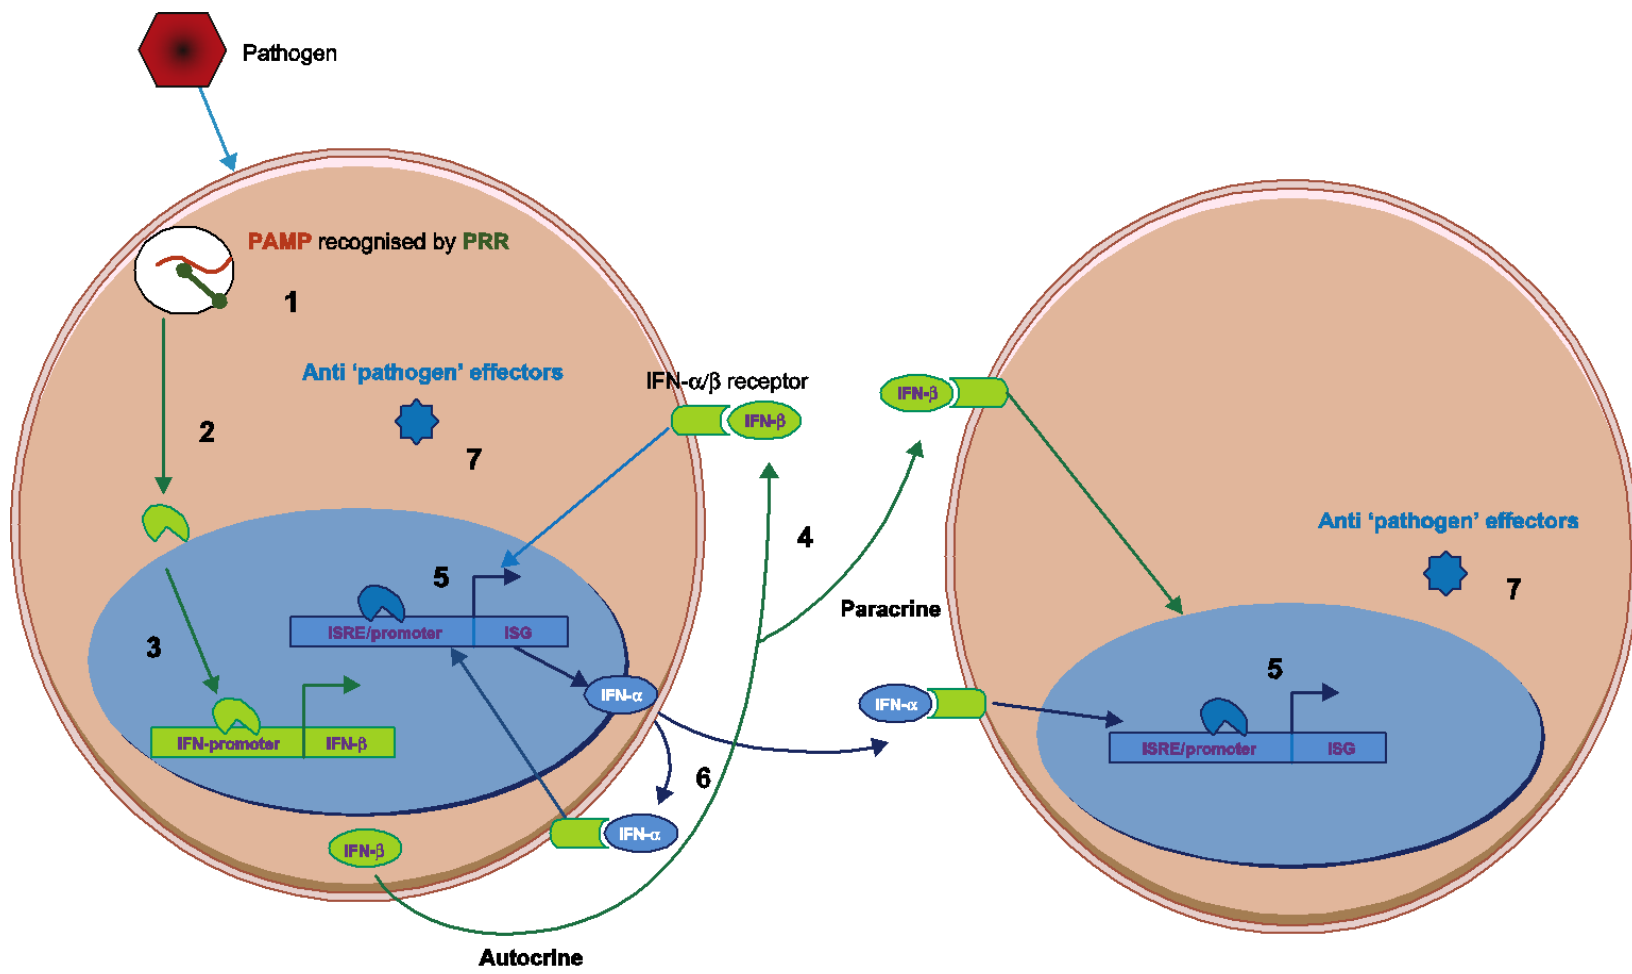 Pathogen
PAMP recognised by PRR
1
Anti ‘pathogen’ effectors
7
2
IFN-α/β receptor
IFN-β
IFN-β
4
Paracrine
Anti ‘pathogen’ effectors
7
5
ISRE/promoter ISG
3
IFN-α
IFN-promoter IFN-β
IFN-α
5
ISRE/promoter ISG
6
IFN-α
IFN-β
Autocrine